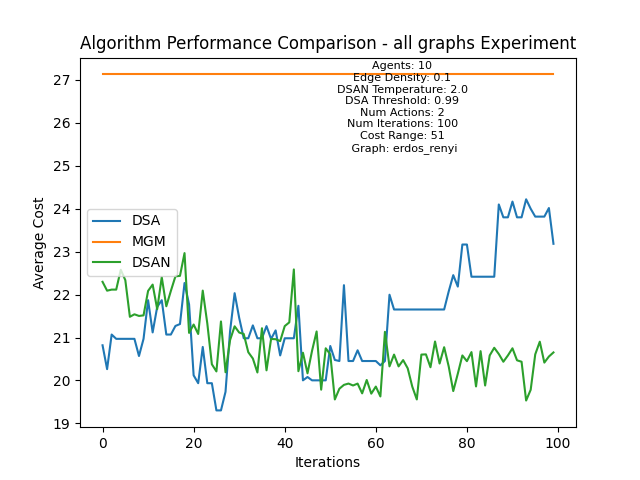 Algorithm Performance Comparison - all graphs Experiment
Agents: 10
Edge Density: 0.1
DSAN Temperature: 2.0
DSA Threshold: 0.99
Num Actions: 2
Num Iterations: 100
Cost Range: 51
Graph: erdos_renyi
27
26
25
24
23
22
21
20
19
Average Cost
DSA
MGM
DSAN
0
20
40
60
80
100
Iterations